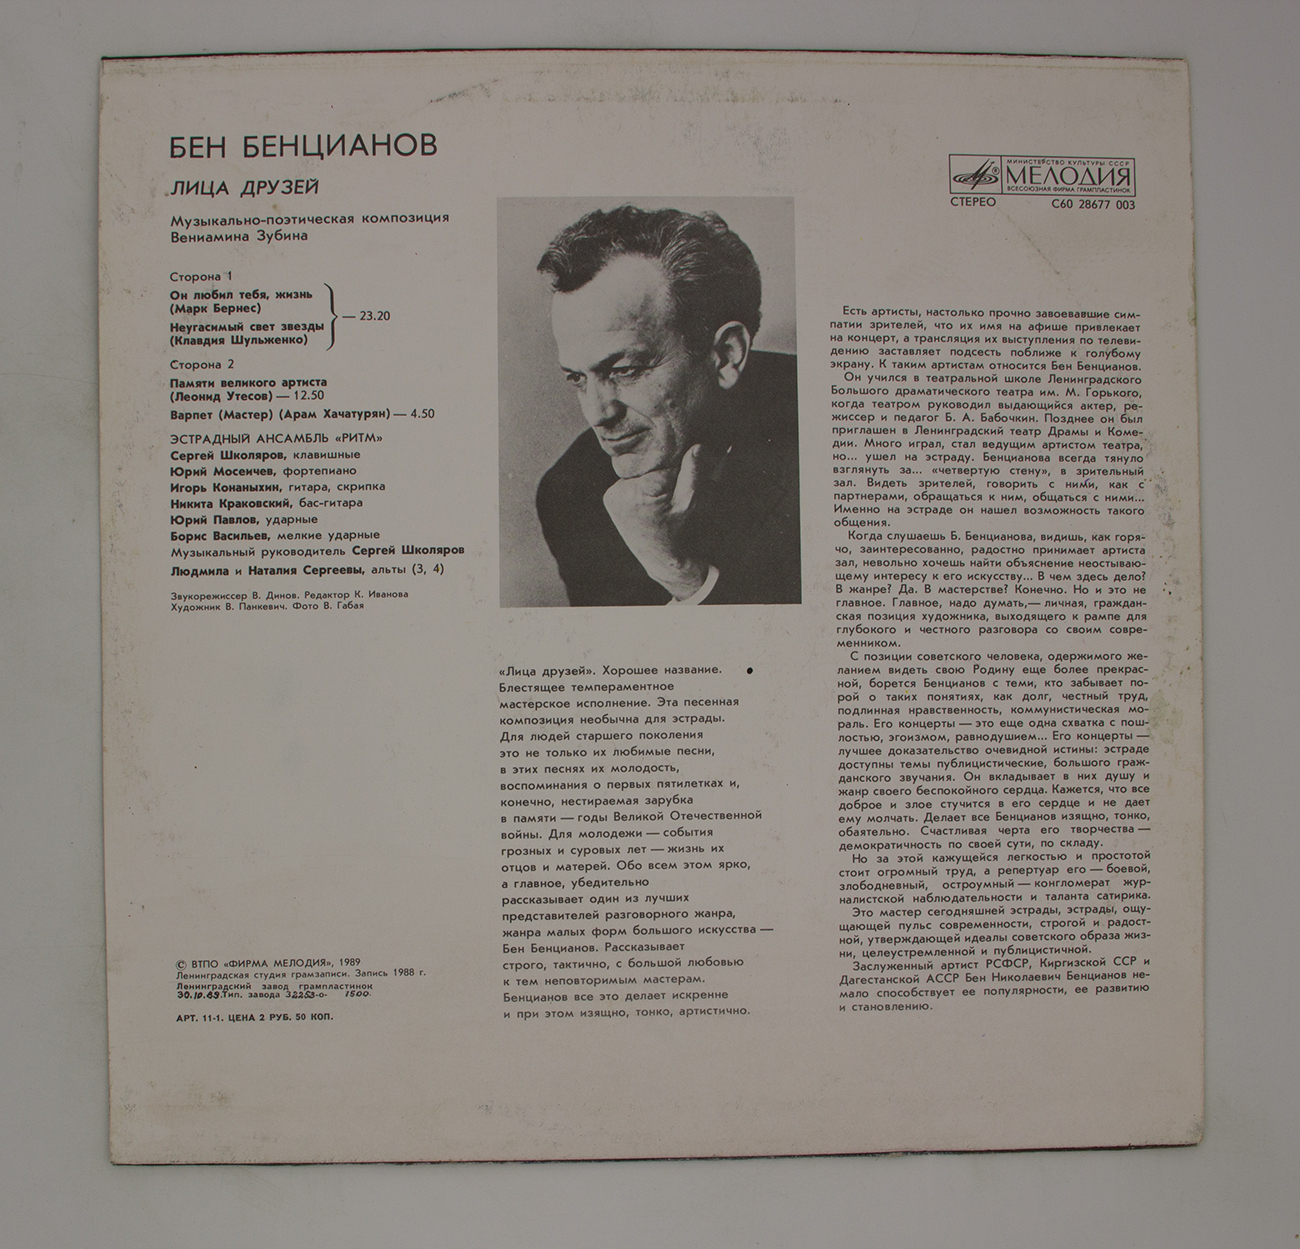 БЕН БЕНЦИАНОВ
ЛИЦА ДРУЗЕЙ
Музыкально-поэтическая композиция
Вениамина Зубина
Сторона 1
Он любил тебя, жизнь
(Марк Бернес)
Неугасимый свет звезды
(Клавдия Шульженко)
— 23.20
Сторона 2
Памяти великого артиста
(Леонид Утесов) — 12.50
Варпет (Мастер) (Арам Хачатурян) — 4.50
ЭСТРАДНЫЙ АНСАМБЛЬ «РИТМ»
Сергей Школяров, клавишные
Юрий Мосеичев, фортепиано
Игорь Конаныхин, гитара, скрипка
Никита Краковский, бас-гитара
Юрий Павлов, ударные
Борис Васильев, мелкие ударные
Музыкальный руководитель Сергей Школяров
Людмила и Наталия Сергеевы, альты (3, 4)
Звукорежиссер В. Динов. Редактор К. Иванова
Художник В. Панкевич. Фото В. Габая
© ВТПО «ФИРМА МЕЛОДИЯ», 1989
Ленинградская студия грамзаписи. Запись 1988 г.
Ленинградский завод грампластинок
30.10.89. Тип. завода 32253-о- 1500.
АРТ. 11-1. ЦЕНА 2 РУБ. 50 КОП.
«Лица друзей». Хорошее название.
Блестящее темпераментное
мастерское исполнение. Эта песенная
композиция необычна для эстрады.
Для людей старшего поколения
это не только их любимые песни,
в этих песнях их молодость,
воспоминания о первых пятилетках и,
конечно, нестираемая зарубка
в памяти — годы Великой Отечественной
войны. Для молодежи — события
грозных и суровых лет — жизнь их
отцов и матерей. Обо всем этом ярко,
а главное, убедительно
рассказывает один из лучших
представителей разговорного жанра,
жанра малых форм большого искусства —
Бен Бенцианов. Рассказывает
строго, тактично, с большой любовью
к тем неповторимым мастерам.
Бенцианов все это делает искренне
и при этом изящно, тонко, артистично.
МИНИСТЕРСТВО КУЛЬТУРЫ СССР
МЕЛОДИЯ
ВСЕСОЮЗНАЯ ФИРМА ГРАМПЛАСТИНОК
СТЕРЕО С60 28677 003
Есть артисты, настолько прочно завоевавшие сим-
патии зрителей, что их имя на афише привлекает
на концерт, а трансляция их выступления по телеви-
дению заставляет подсесть поближе к голубому
экрану. К таким артистам относится Бен Бенцианов.
Он учился в театральной школе Ленинградского
Большого драматического театра им. М. Горького,
когда театром руководил выдающийся актер, ре-
жиссер и педагог Б. А. Бабочкин. Позднее он был
приглашен в Ленинградский театр Драмы и Коме-
дии. Много играл, стал ведущим артистом театра,
но... ушел на эстраду. Бенцианова всегда тянуло
взглянуть за... «четвертую стену», в зрительный
зал. Видеть зрителей, говорить с ними, как с
партнерами, обращаться к ним, общаться с ними...
Именно на эстраде он нашел возможность такого
общения.
Когда слушаешь Б. Бенцианова, видишь, как горя-
чо, заинтересованно, радостно принимает артиста
зал, невольно хочешь найти объяснение неостываю-
щему интересу к его искусству... В чем здесь дело?
В жанре? Да. В мастерстве? Конечно. Но и это не
главное. Главное, надо думать,— личная, граждан-
ская позиция художника, выходящего к рампе для
глубокого и честного разговора со своим совре-
менником.
С позиции советского человека, одержимого же-
ланием видеть свою Родину еще более прекрас-
ной, борется Бенцианов с теми, кто забывает по-
рой о таких понятиях, как долг, честный труд,
подлинная нравственность, коммунистическая мо-
раль. Его концерты — это еще одна схватка с пош-
лостью, эгоизмом, равнодушием... Его концерты —
лучшее доказательство очевидной истины: эстраде
доступны темы публицистические, большого граж-
данского звучания. Он вкладывает в них душу и
жанр своего беспокойного сердца. Кажется, что все
доброе и злое стучится в его сердце и не дает
ему молчать. Делает все Бенцианов изящно, тонко,
обаятельно. Счастливая черта его творчества —
демократичность по своей сути, по складу.
Но за этой кажущейся легкостью и простотой
стоит огромный труд, а репертуар его — боевой,
злободневный, остроумный — конгломерат жур-
налистской наблюдательности и таланта сатирика.
Это мастер сегодняшней эстрады, эстрады, ощу-
щающей пульс современности, строгой и радост-
ной, утверждающей идеалы советского образа жиз-
ни, целеустремленной и публицистичной.
Заслуженный артист РСФСР, Киргизской ССР и
Дагестанской АССР Бен Николаевич Бенцианов не-
мало способствует ее популярности, ее развитию
и становлению.